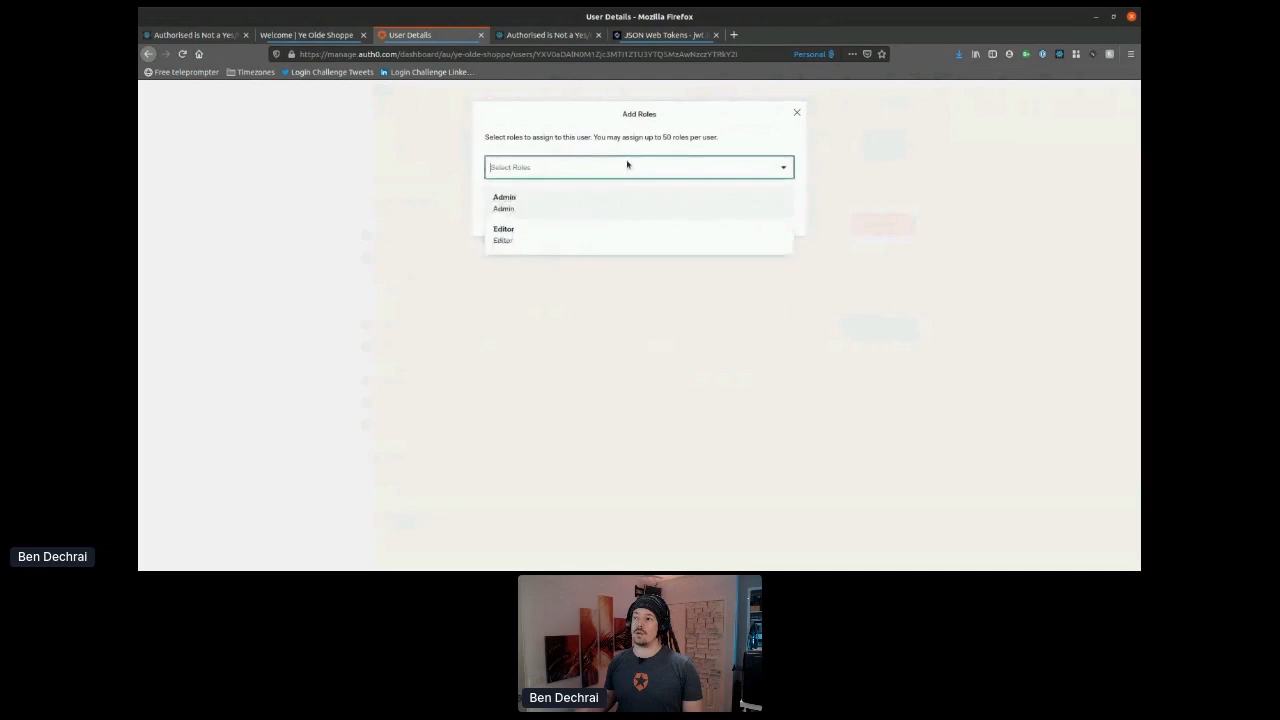 User Details - Mozilla Firefox
Authorised is Not a Yes/
Welcome | Ye Olde Shoppe
User Details
Authorised is Not a Yes/
JSON Web Tokens - jwt
Personal
Free teleprompter
Timezones
Login Challenge Tweets
Login Challenge Linke...
Add Roles
Select roles to assign to this user. You may assign up to 50 roles per user.
Select Roles
Admin
Admin
Editor
Editor
Ben Dechrai
Ben Dechrai